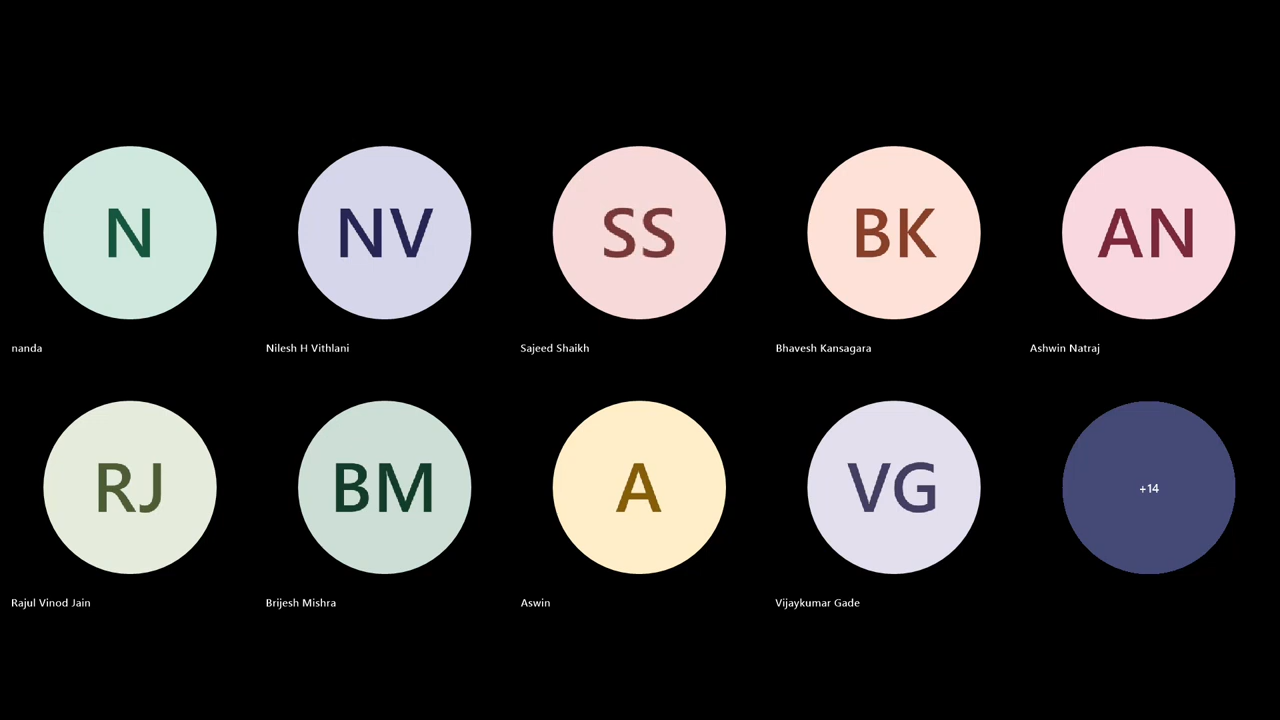 N
NV
SS
BK
AN
nanda
Nilesh H Vithlani
Sajeed Shaikh
Bhavesh Kansagara
Ashwin Natraj
RJ
BM
A
VG
+14
Rajul Vinod Jain
Brijesh Mishra
Aswin
Vijaykumar Gade